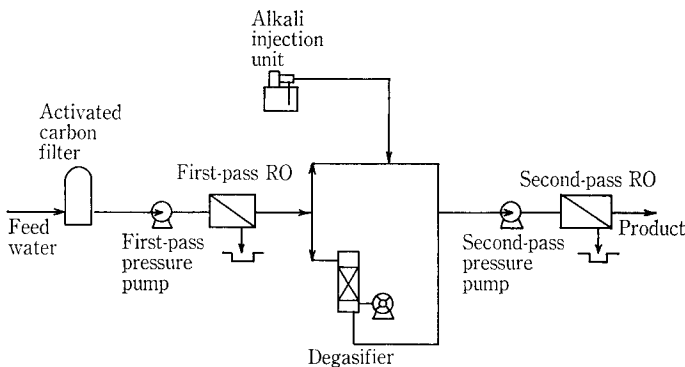 Alkali
injection
unit
Activated
carbon
filter
First-pass RO
Second-pass RO
Feed
water
First-pass
pressure
pump
Second-pass
pressure
pump
Product
Degasifier